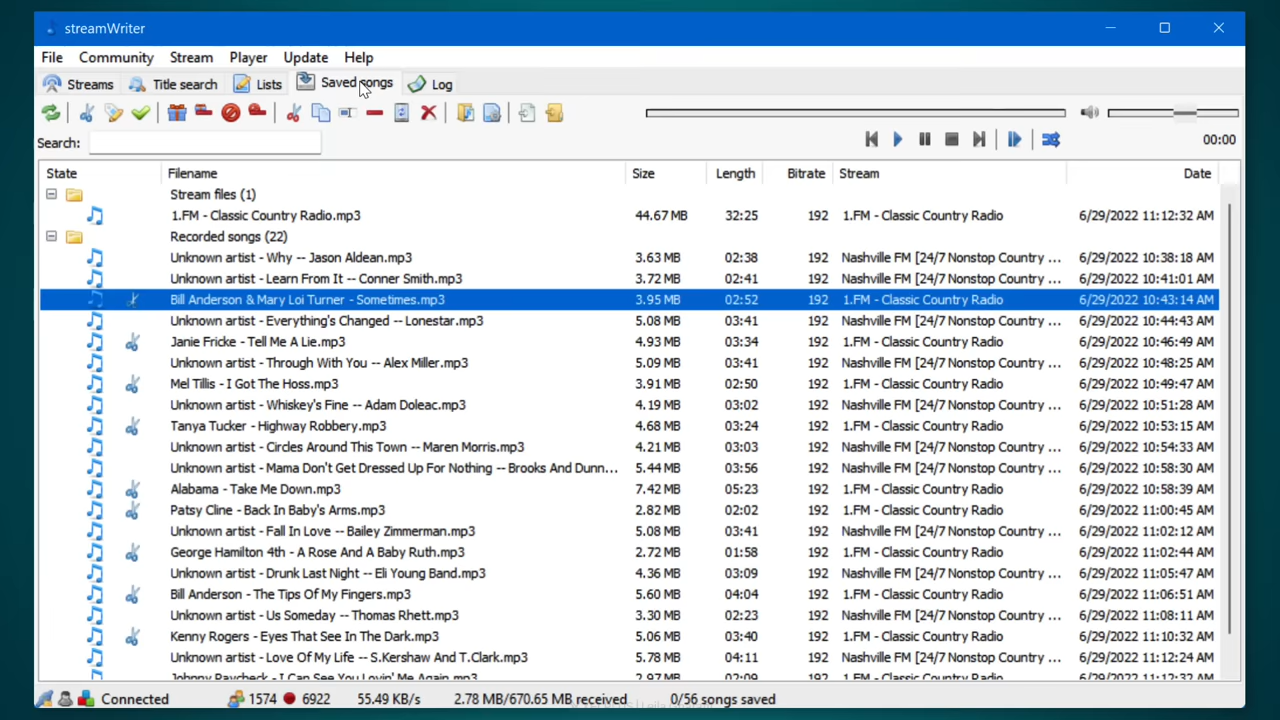 streamWriter
File Community Stream Player Update Help
Streams Title search Lists Saved songs Log
Search: 00:00
State Filename Size Length Bitrate Stream Date
Stream files (1)
1.FM - Classic Country Radio.mp3 44.67 MB 32:25 192 1.FM - Classic Country Radio 6/29/2022 11:12:32 AM
Recorded songs (22)
Unknown artist - Why -- Jason Aldean.mp3 3.63 MB 02:38 192 Nashville FM [24/7 Nonstop Country ... 6/29/2022 10:38:18 AM
Unknown artist - Learn From It -- Conner Smith.mp3 3.72 MB 02:41 192 Nashville FM [24/7 Nonstop Country ... 6/29/2022 10:41:01 AM
Bill Anderson & Mary Loi Turner - Sometimes.mp3 3.95 MB 02:52 192 1.FM - Classic Country Radio 6/29/2022 10:43:14 AM
Unknown artist - Everything's Changed -- Lonestar.mp3 5.08 MB 03:41 192 Nashville FM [24/7 Nonstop Country ... 6/29/2022 10:44:43 AM
Janie Fricke - Tell Me A Lie.mp3 4.93 MB 03:34 192 1.FM - Classic Country Radio 6/29/2022 10:46:49 AM
Unknown artist - Through With You -- Alex Miller.mp3 5.09 MB 03:41 192 Nashville FM [24/7 Nonstop Country ... 6/29/2022 10:48:25 AM
Mel Tillis - I Got The Hoss.mp3 3.91 MB 02:50 192 1.FM - Classic Country Radio 6/29/2022 10:49:47 AM
Unknown artist - Whiskey's Fine -- Adam Doleac.mp3 4.19 MB 03:02 192 Nashville FM [24/7 Nonstop Country ... 6/29/2022 10:51:28 AM
Tanya Tucker - Highway Robbery.mp3 4.68 MB 03:24 192 1.FM - Classic Country Radio 6/29/2022 10:53:15 AM
Unknown artist - Circles Around This Town -- Maren Morris.mp3 4.21 MB 03:03 192 Nashville FM [24/7 Nonstop Country ... 6/29/2022 10:54:33 AM
Unknown artist - Mama Don't Get Dressed Up For Nothing -- Brooks And Dunn... 5.44 MB 03:56 192 Nashville FM [24/7 Nonstop Country ... 6/29/2022 10:58:30 AM
Alabama - Take Me Down.mp3 7.42 MB 05:23 192 1.FM - Classic Country Radio 6/29/2022 10:58:39 AM
Patsy Cline - Back In Baby's Arms.mp3 2.82 MB 02:02 192 1.FM - Classic Country Radio 6/29/2022 11:00:45 AM
Unknown artist - Fall In Love -- Bailey Zimmerman.mp3 5.08 MB 03:41 192 Nashville FM [24/7 Nonstop Country ... 6/29/2022 11:02:12 AM
George Hamilton 4th - A Rose And A Baby Ruth.mp3 2.72 MB 01:58 192 1.FM - Classic Country Radio 6/29/2022 11:02:44 AM
Unknown artist - Drunk Last Night -- Eli Young Band.mp3 4.36 MB 03:09 192 Nashville FM [24/7 Nonstop Country ... 6/29/2022 11:05:47 AM
Bill Anderson - The Tips Of My Fingers.mp3 5.60 MB 04:04 192 1.FM - Classic Country Radio 6/29/2022 11:06:51 AM
Unknown artist - Us Someday -- Thomas Rhett.mp3 3.30 MB 02:23 192 Nashville FM [24/7 Nonstop Country ... 6/29/2022 11:08:11 AM
Kenny Rogers - Eyes That See In The Dark.mp3 5.06 MB 03:40 192 1.FM - Classic Country Radio 6/29/2022 11:10:32 AM
Unknown artist - Love Of My Life -- S.Kershaw And T.Clark.mp3 5.78 MB 04:11 192 Nashville FM [24/7 Nonstop Country ... 6/29/2022 11:12:24 AM
Johnny Paycheck - I Can See You Lovin' Me Again.mp3 2.97 MB 02:09 192 1.FM - Classic Country Radio 6/29/2022 11:12:32 AM
Connected 1574 6922 55.49 KB/s 2.78 MB/670.65 MB received 0/56 songs saved